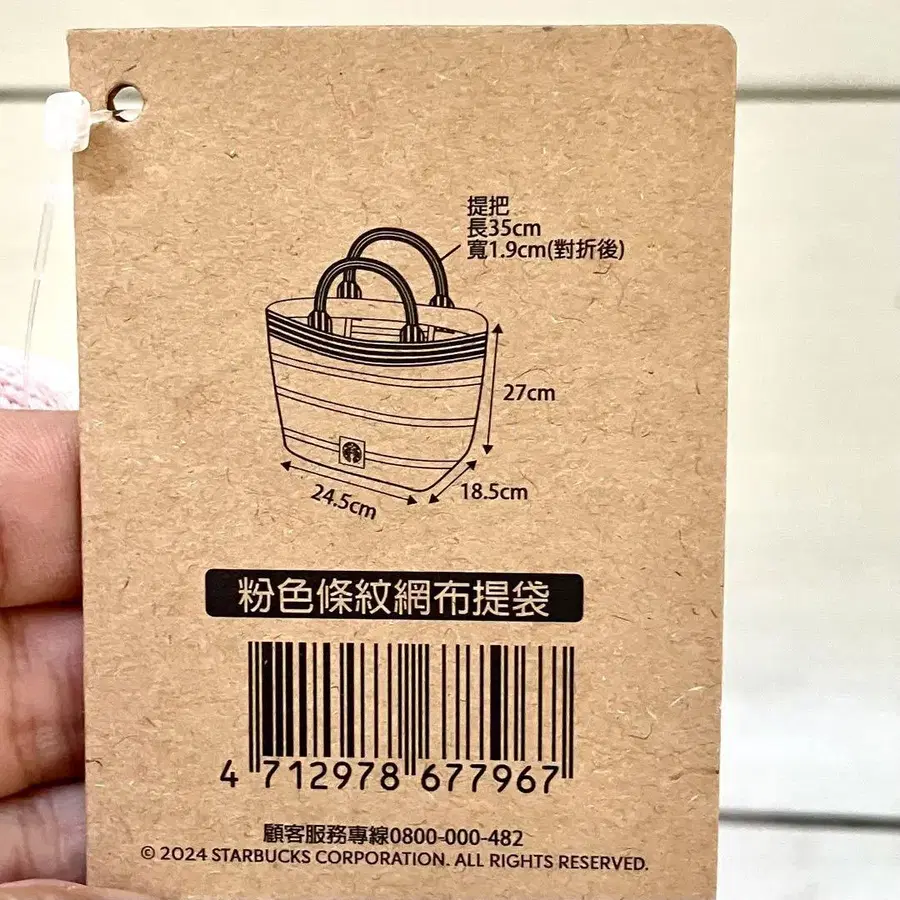 提把
長35cm
寬1.9cm(對折後)
27cm
24.5cm
18.5cm
粉色條紋網布提袋
4 712978 677967
顧客服務專線0800-000-482
© 2024 STARBUCKS CORPORATION. ALL RIGHTS RESERVED.